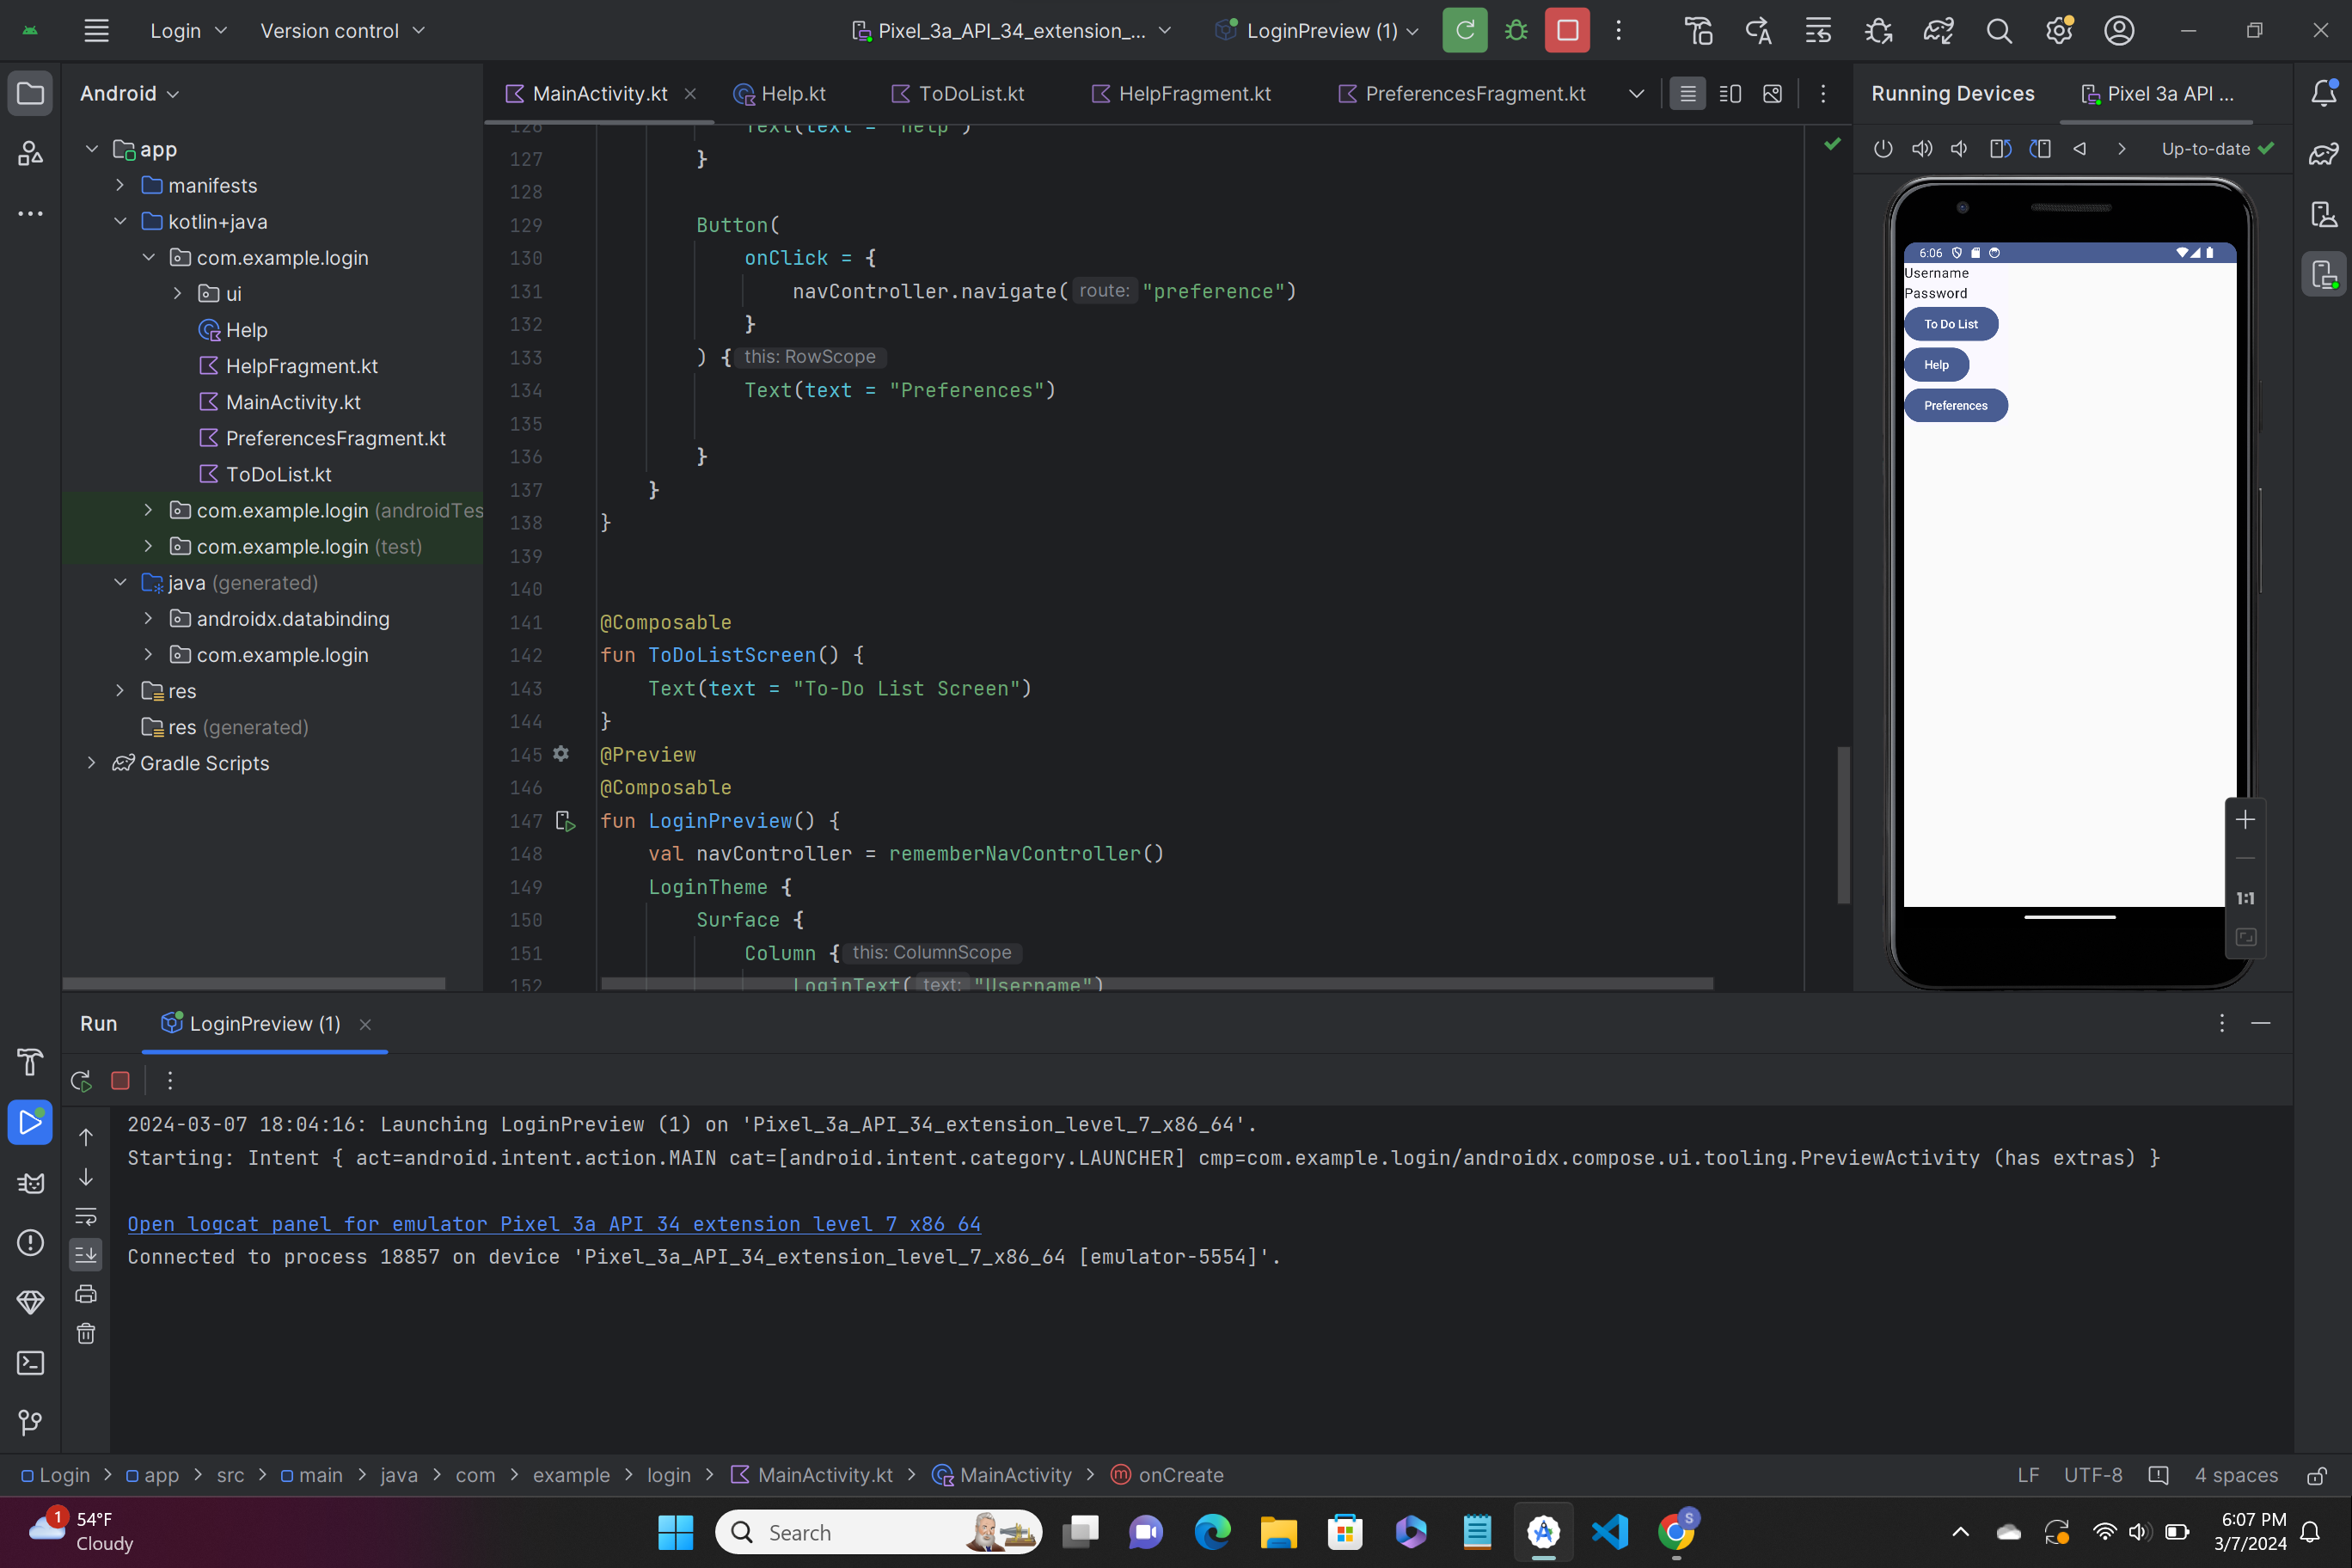 Login
Version control
Pixel_3a_API_34_extension_...
LoginPreview (1)
Android
MainActivity.kt
Help.kt
ToDoList.kt
HelpFragment.kt
PreferencesFragment.kt
Running Devices
Pixel 3a API ...
Up-to-date
app
manifests
kotlin+java
com.example.login
ui
Help
HelpFragment.kt
MainActivity.kt
PreferencesFragment.kt
ToDoList.kt
com.example.login (androidTes
com.example.login (test)
java (generated)
androidx.databinding
com.example.login
res
res (generated)
Gradle Scripts
126 Text(text = "Help")
127 }
128
129 Button(
130 onClick = {
131 navController.navigate( route: "preference")
132 }
133 ) { this: RowScope
134 Text(text = "Preferences")
135
136 }
137 }
138 }
139
140
141 @Composable
142 fun ToDoListScreen() {
143 Text(text = "To-Do List Screen")
144 }
145 @Preview
146 @Composable
147 fun LoginPreview() {
148 val navController = rememberNavController()
149 LoginTheme {
150 Surface {
151 Column { this: ColumnScope
152 LoginText( text: "Username")
6:06
Username
Password
To Do List
Help
Preferences
1:1
Run
LoginPreview (1)
2024-03-07 18:04:16: Launching LoginPreview (1) on 'Pixel_3a_API_34_extension_level_7_x86_64'.
Starting: Intent { act=android.intent.action.MAIN cat=[android.intent.category.LAUNCHER] cmp=com.example.login/androidx.compose.ui.tooling.PreviewActivity (has extras) }
Open logcat panel for emulator Pixel 3a API 34 extension level 7 x86 64
Connected to process 18857 on device 'Pixel_3a_API_34_extension_level_7_x86_64 [emulator-5554]'.
Login > app > src > main > java > com > example > login > MainActivity.kt > MainActivity > onCreate
LF UTF-8 4 spaces
1
54°F
Cloudy
Search
S
6:07 PM
3/7/2024